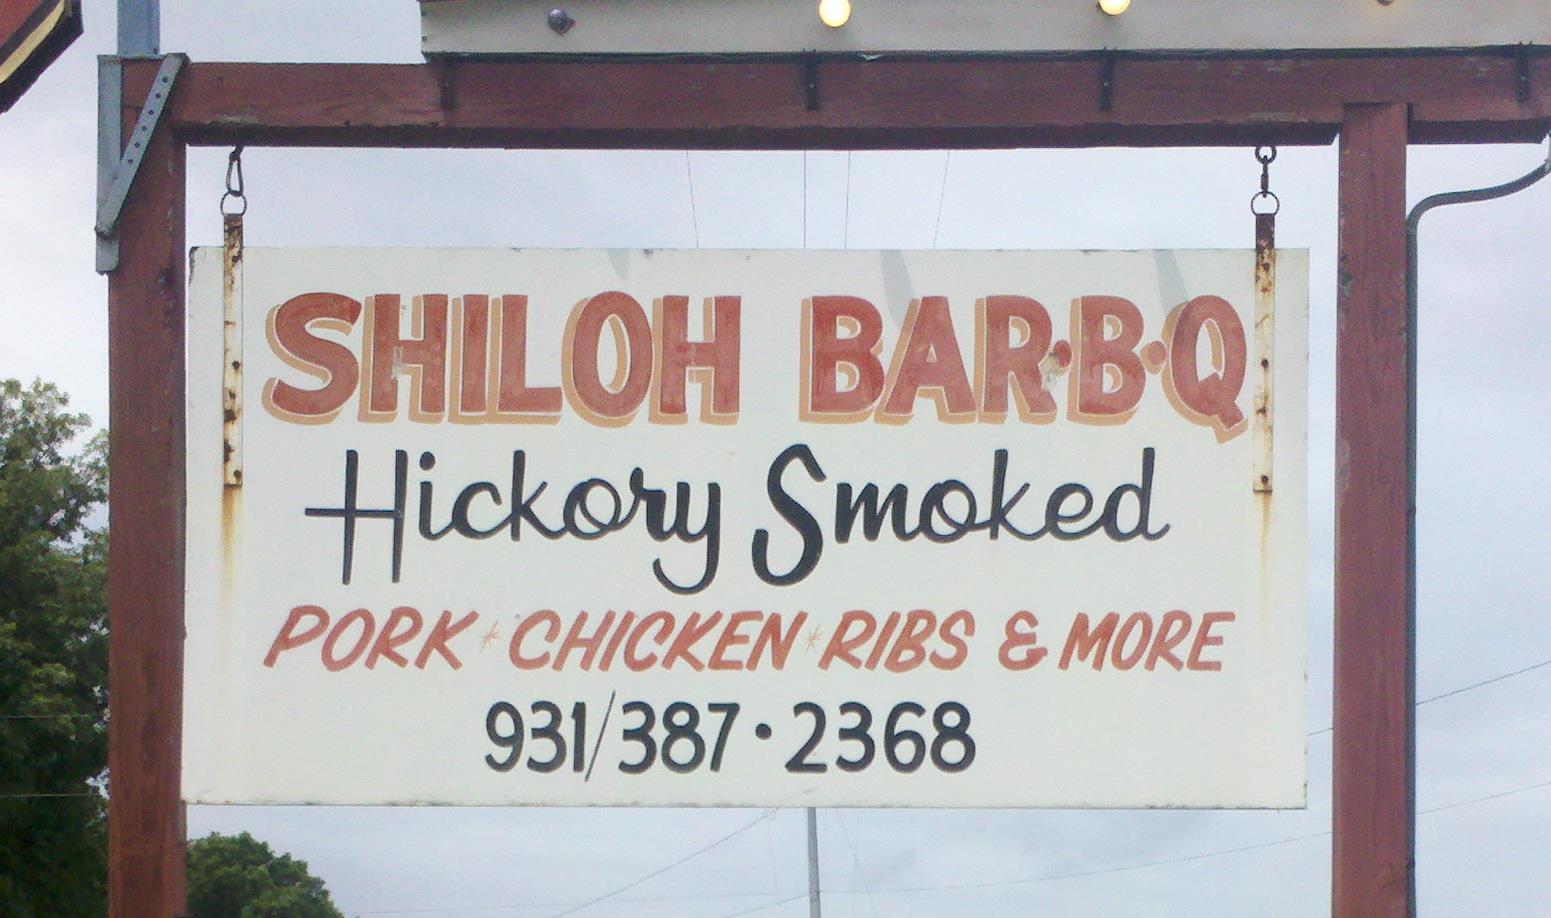 SHILOH BAR·B·Q
Hickory Smoked
PORK * CHICKEN * RIBS & MORE
931/387·2368